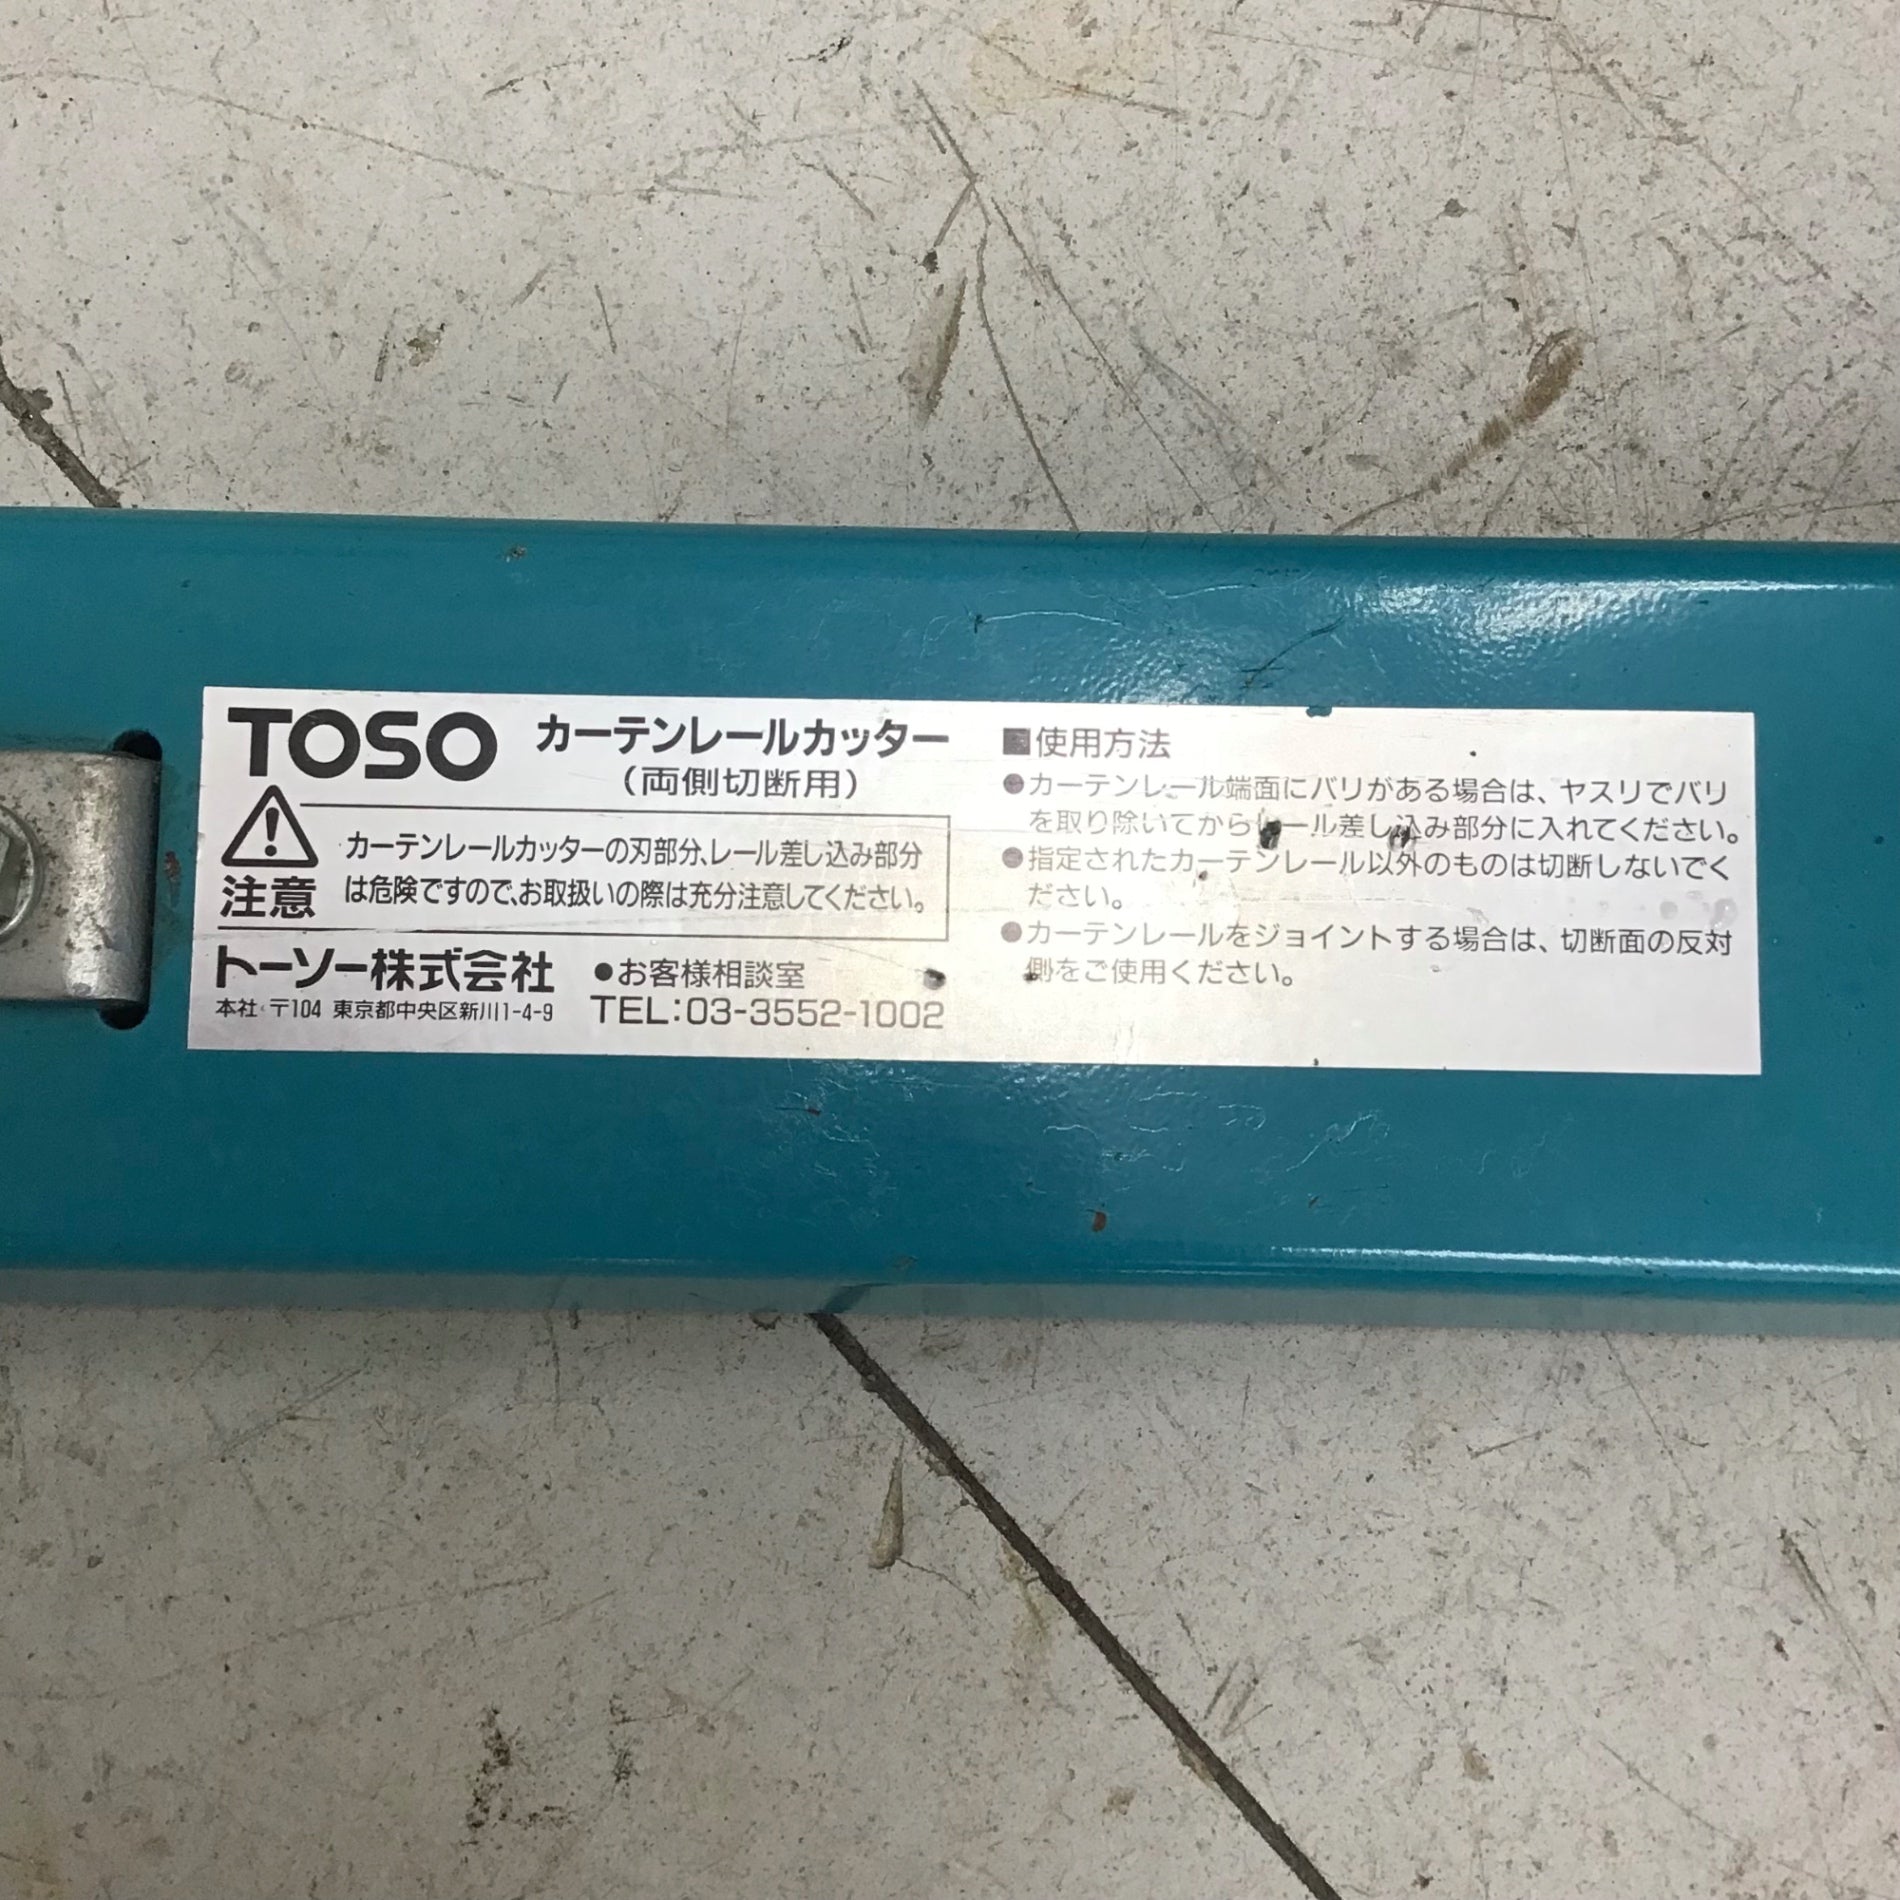 TOSO カーテンレールカッター
(両側切断用)
注意
カーテンレールカッターの刃部分、レール差し込み部分
は危険ですので、お取扱いの際は充分注意してください。
トーソー株式会社
本社 〒104 東京都中央区新川1-4-9
●お客様相談室
TEL:03-3552-1002
■使用方法
●カーテンレール端面にバリがある場合は、ヤスリでバリ
を取り除いてからレール差し込み部分に入れてください。
●指定されたカーテンレール以外のものは切断しないでく
ださい。
●カーテンレールをジョイントする場合は、切断面の反対
側をご使用ください。